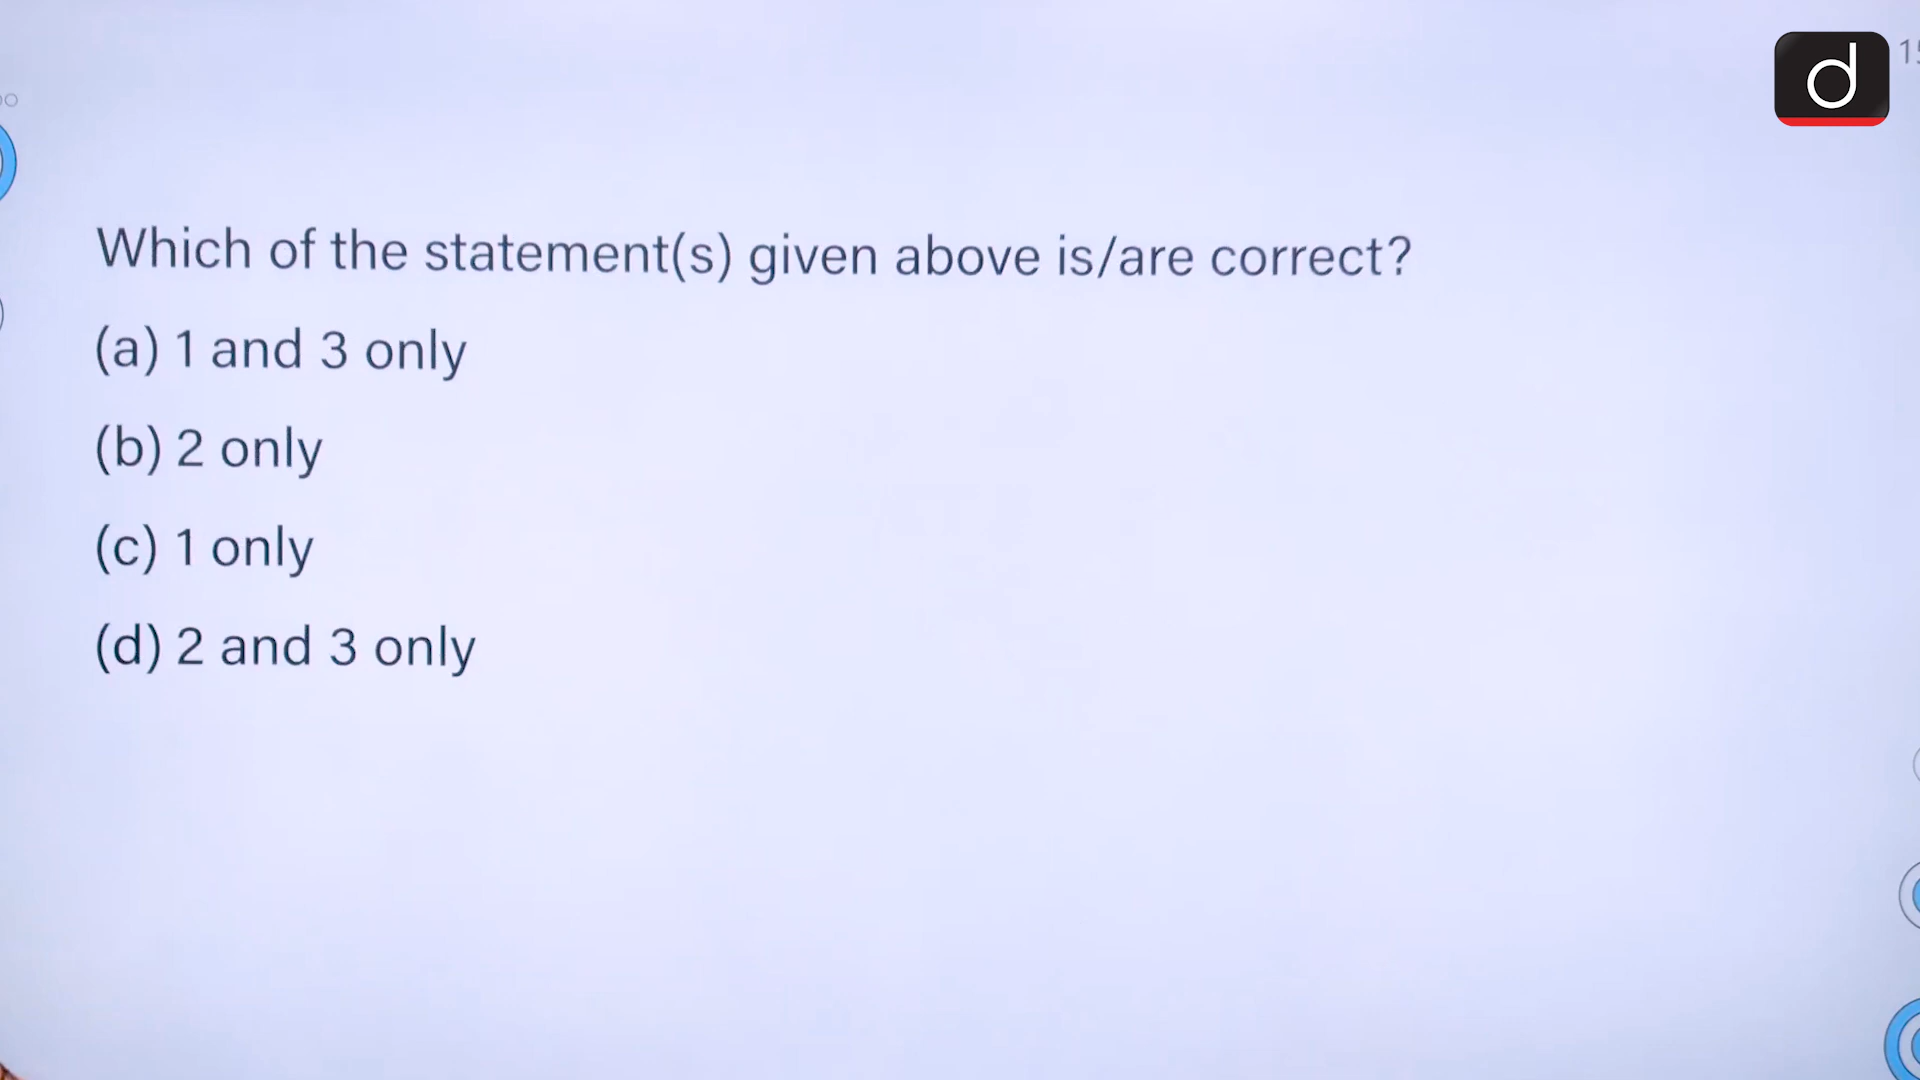 Which of the statement(s) given above is/are correct?
(a) 1 and 3 only
(b) 2 only
(c) 1 only
(d) 2 and 3 only